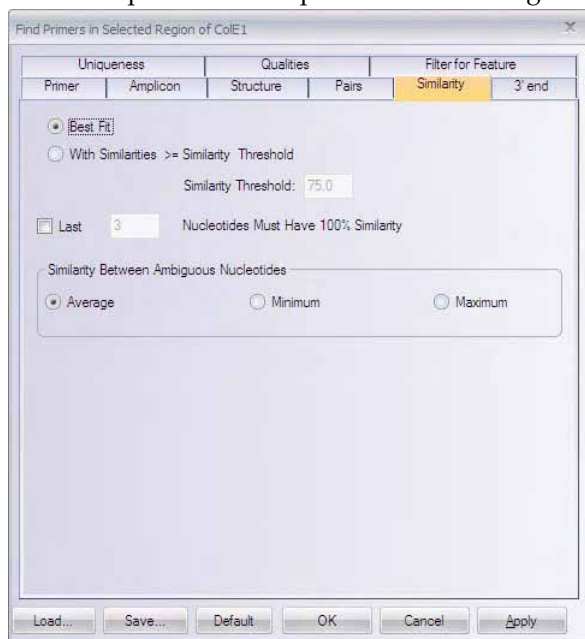 Find Primers in Selected Region of ColE1
Uniqueness Qualities Filter for Feature
Primer Amplicon Structure Pairs Similarity 3' end
Best Fit
With Similarities >= Similarity Threshold
Similarity Threshold: 75.0
Last 3 Nucleotides Must Have 100% Similarity
Similarity Between Ambiguous Nucleotides
Average Minimum Maximum
Load... Save... Default OK Cancel Apply